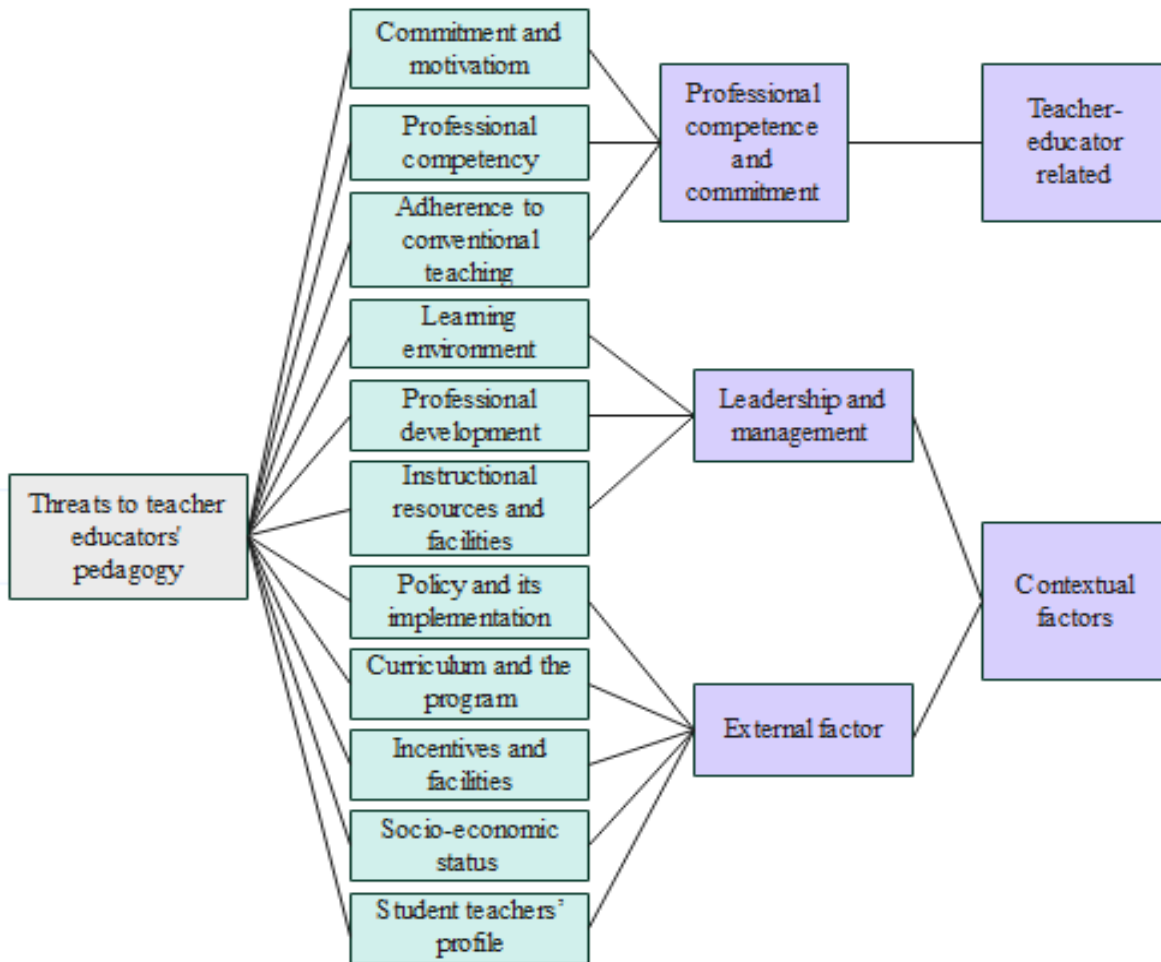 Threats to teacher
educators'
pedagogy
Commitment and
motivatiom
Professional
competency
Adherence to
conventional
teaching
Learning
environment
Professional
development
Instructional
resources and
facilities
Policy and its
implementation
Curriculum and the
program
Incentives and
facilities
Socio-economic
status
Student teachers’
profile
Professional
competence
and
commitment
Leadership and
management
External factor
Teacher-
educator
related
Contextual
factors